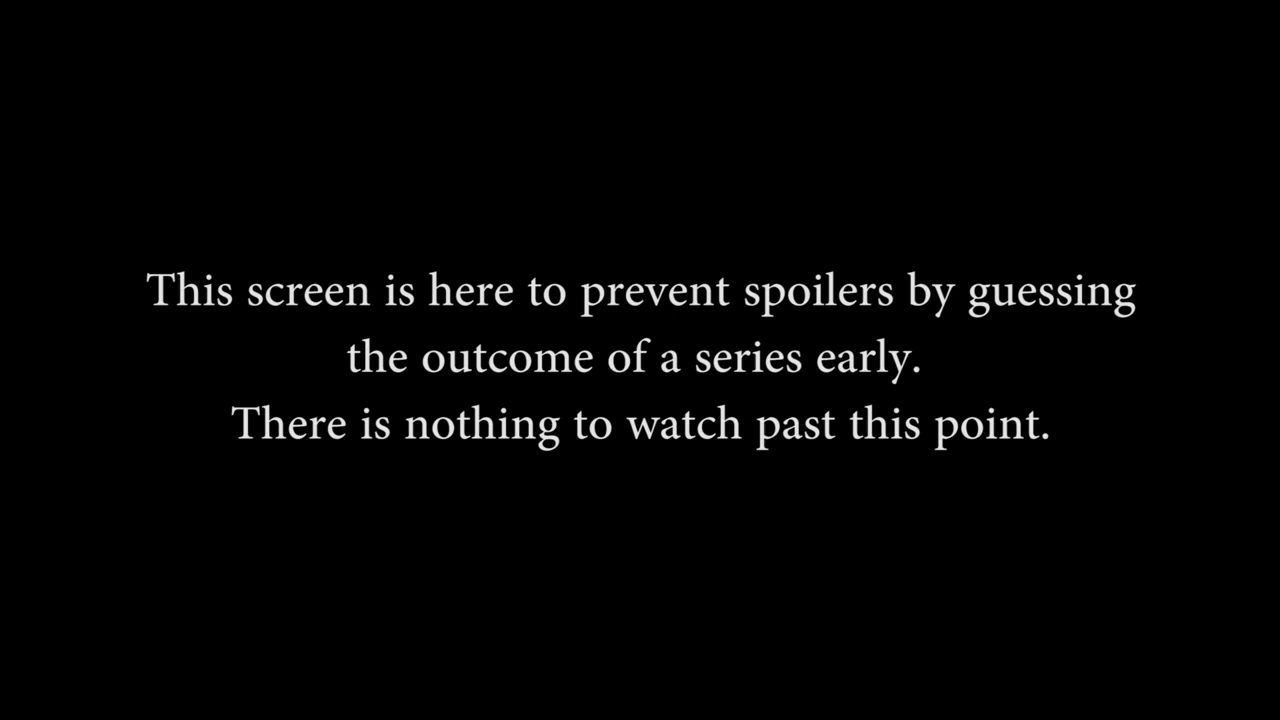 This screen is here to prevent spoilers by guessing
the outcome of a series early.
There is nothing to watch past this point.